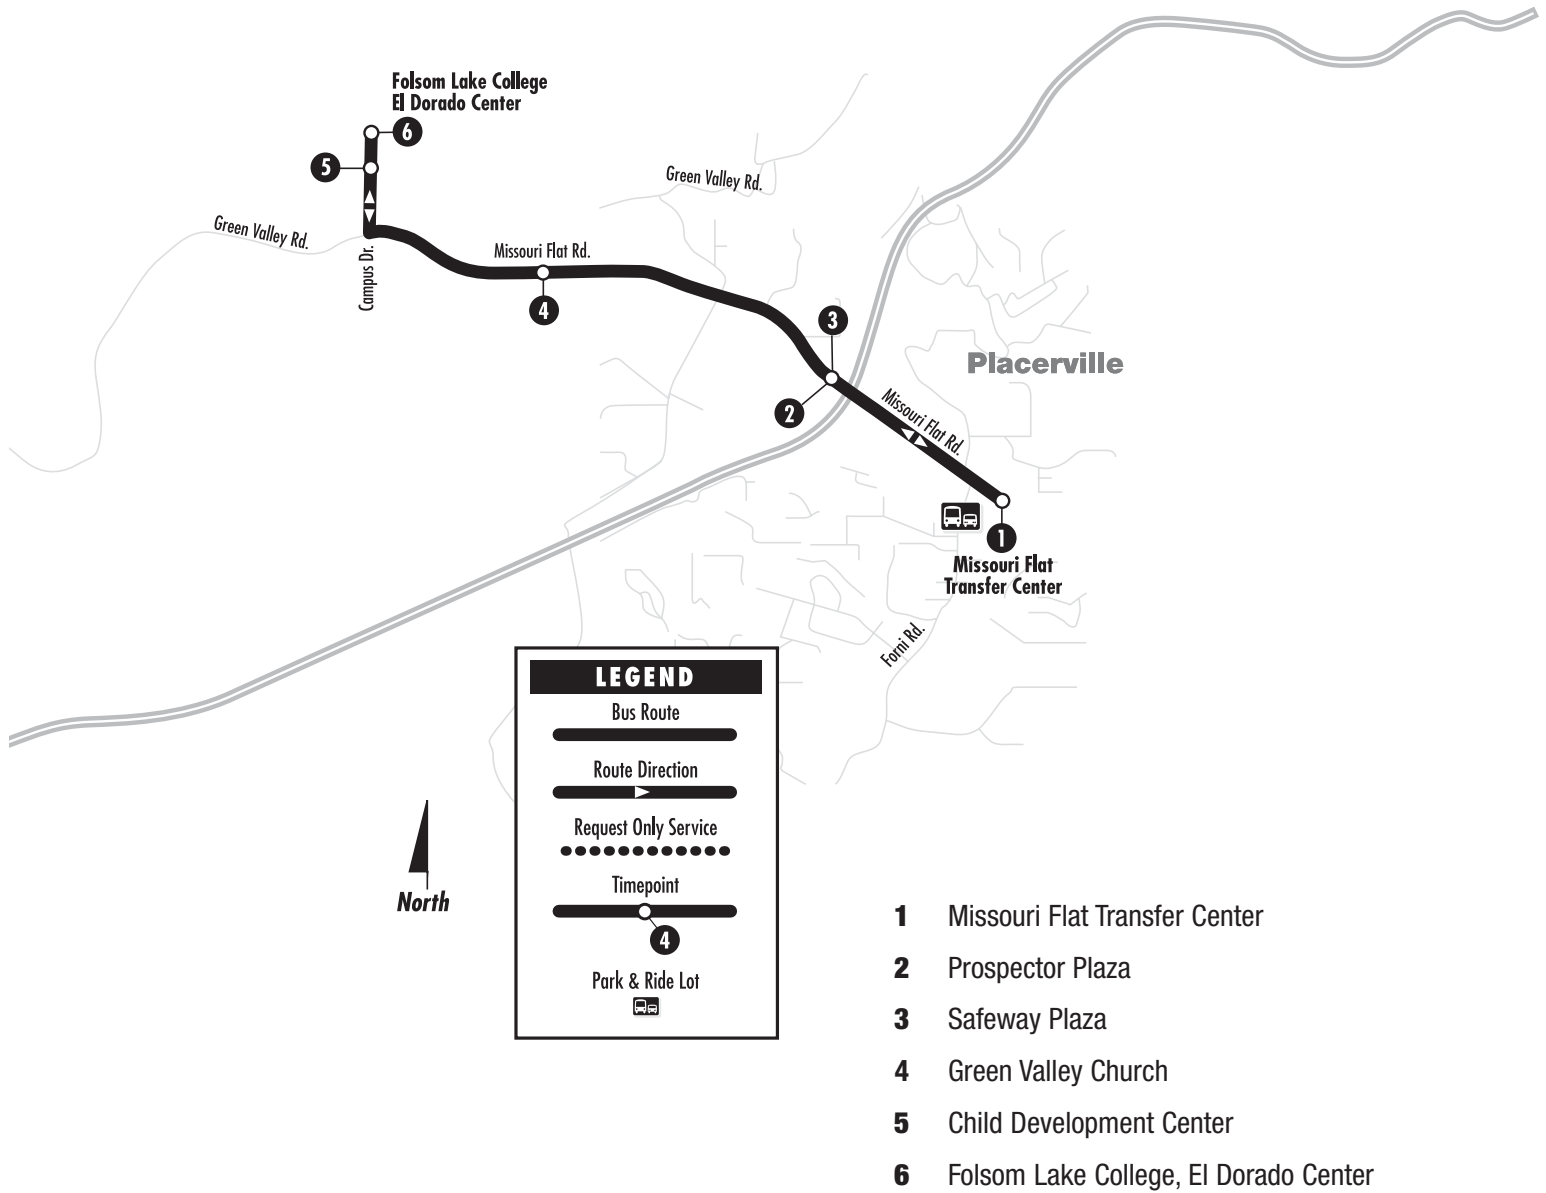 Folsom Lake College
El Dorado Center
6
5
Green Valley Rd.
Green Valley Rd.
Missouri Flat Rd.
Campus Dr.
4
3
Placerville
2
Missouri Flat Rd.
1
Missouri Flat
Transfer Center
Forni Rd.
LEGEND
Bus Route
Route Direction
Request Only Service
Timepoint
4
Park & Ride Lot
North
1 Missouri Flat Transfer Center
2 Prospector Plaza
3 Safeway Plaza
4 Green Valley Church
5 Child Development Center
6 Folsom Lake College, El Dorado Center